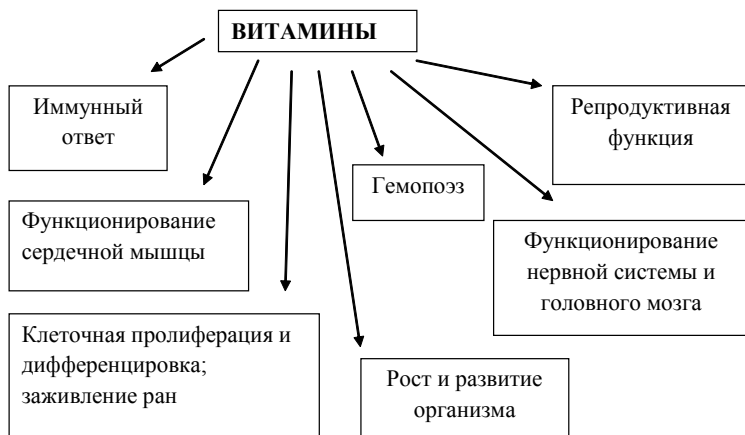 ВИТАМИНЫ
Иммунный
ответ
Репродуктивная
функция
Гемопоэз
Функционирование
сердечной мышцы
Функционирование
нервной системы и
головного мозга
Клеточная пролиферация и
дифференцировка;
заживление ран
Рост и развитие
организма